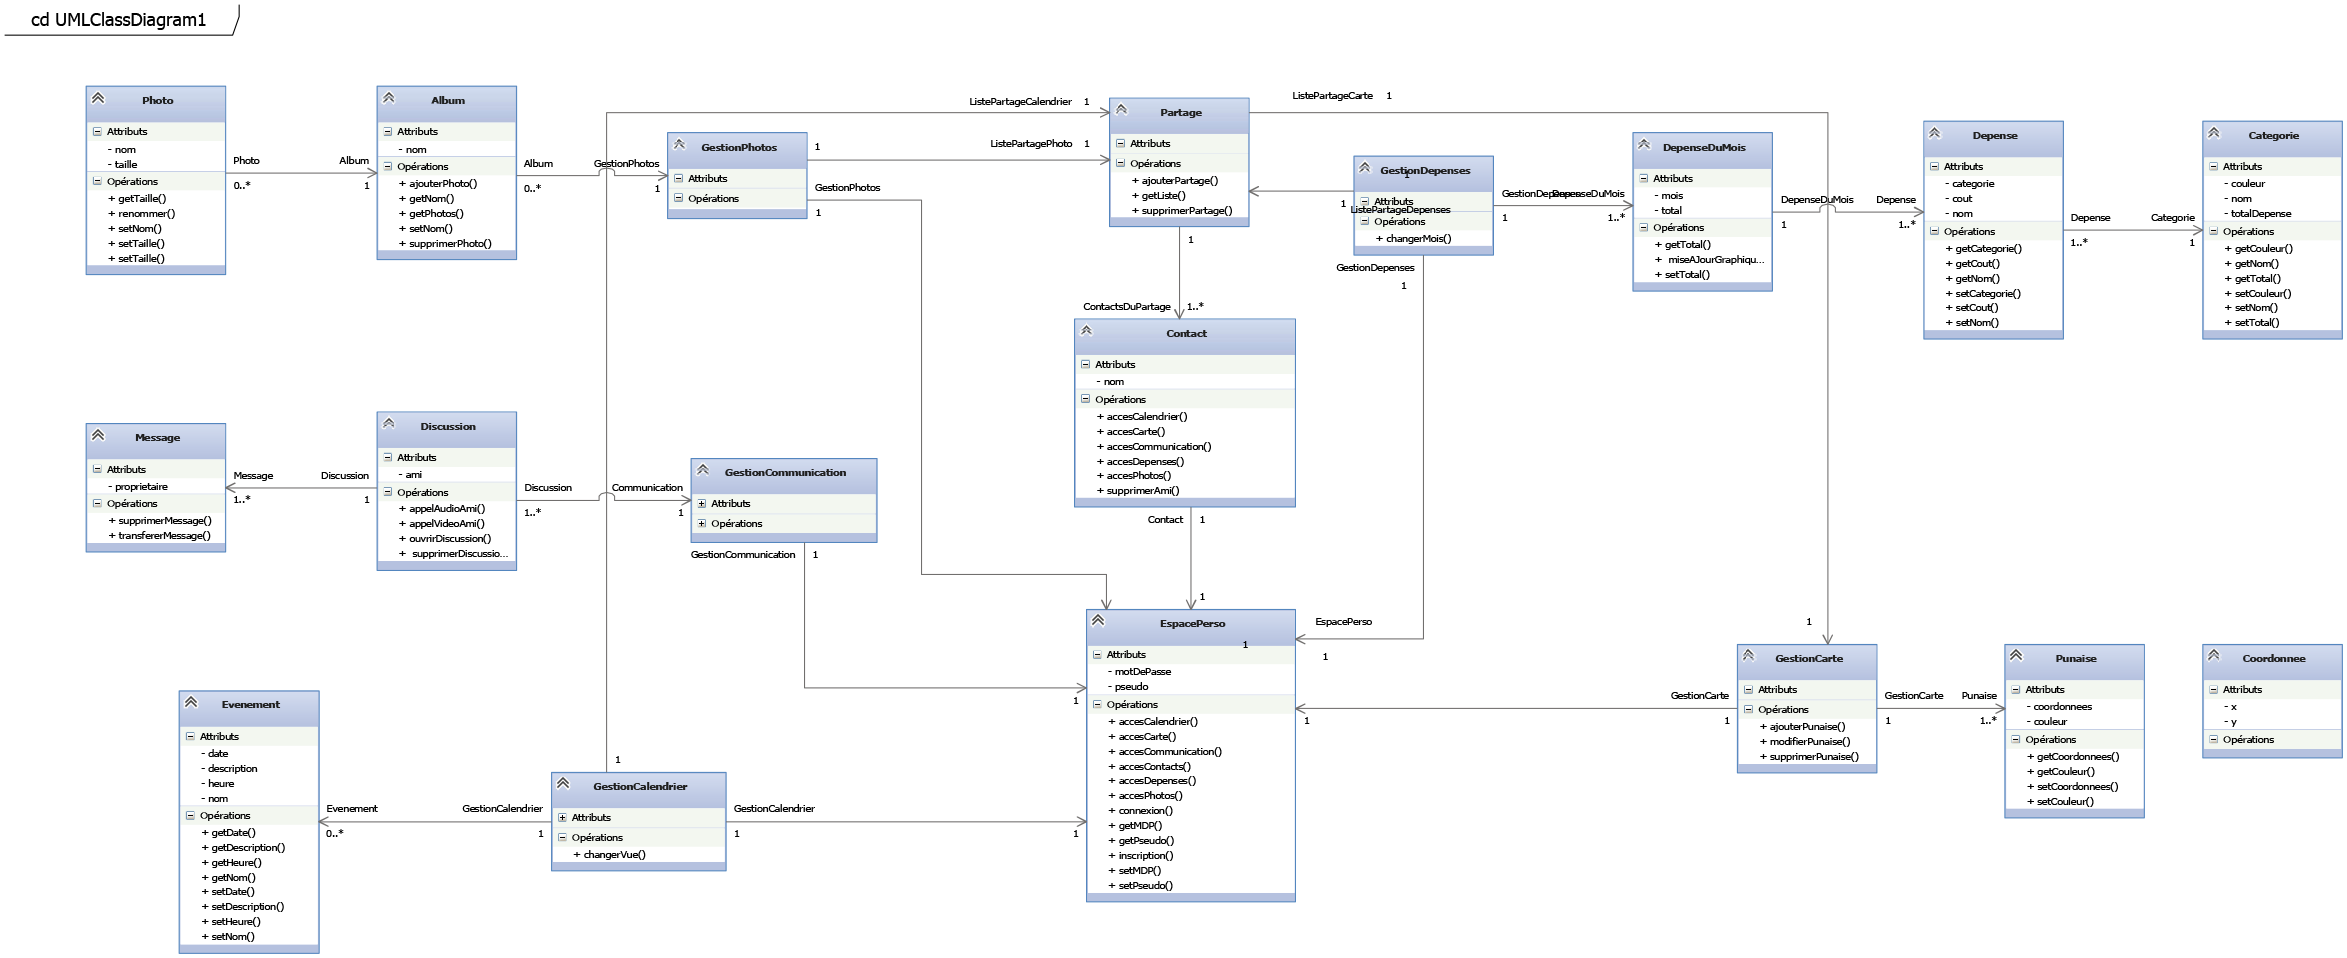 cd UMLClassDiagram1
Photo
Attributs
- nom
- taille
Opérations
+ getTaille()
+ renommer()
+ setNom()
+ setTaille()
+ setTaille()
Photo
0..*
Album
1
Album
Attributs
- nom
Opérations
+ ajouterPhoto()
+ getNom()
+ getPhotos()
+ setNom()
+ supprimerPhoto()
Album
0..*
GestionPhotos
1
GestionPhotos
Attributs
Opérations
1
GestionPhotos
1
ListePartageCalendrier 1
ListePartagePhoto 1
Partage
Attributs
Opérations
+ ajouterPartage()
+ getListe()
+ supprimerPartage()
ListePartageCarte 1
1
ContactsDuPartage 1..*
GestionDepenses
1
Attributs
1
ListePartageDepenses
Opérations
+ changerMois()
GestionDepenses
1
GestionDepenses
1
DepenseDuMois
1..*
DepenseDuMois
Attributs
- mois
- total
Opérations
+ getTotal()
+ miseAJourGraphiqu...
+ setTotal()
DepenseDuMois
1
Depense
1..*
Depense
Attributs
- categorie
- cout
- nom
Opérations
+ getCategorie()
+ getCout()
+ getNom()
+ setCategorie()
+ setCout()
+ setNom()
Depense
1..*
Categorie
1
Categorie
Attributs
- couleur
- nom
- totalDepense
Opérations
+ getCouleur()
+ getNom()
+ getTotal()
+ setCouleur()
+ setNom()
+ setTotal()
Contact
Attributs
- nom
Opérations
+ accesCalendrier()
+ accesCarte()
+ accesCommunication()
+ accesDepenses()
+ accesPhotos()
+ supprimerAmi()
Contact 1
1
Message
Attributs
- proprietaire
Opérations
+ supprimerMessage()
+ transfererMessage()
Message
1..*
Discussion
1
Discussion
Attributs
- ami
Opérations
+ appelAudioAmi()
+ appelVideoAmi()
+ ouvrirDiscussion()
+ supprimerDiscussio...
Discussion
1..*
Communication
1
GestionCommunication
Attributs
Opérations
GestionCommunication 1
1
EspacePerso
1
Attributs
- motDePasse
- pseudo
Opérations
+ accesCalendrier()
+ accesCarte()
+ accesCommunication()
+ accesContacts()
+ accesDepenses()
+ accesPhotos()
+ connexion()
+ getMDP()
+ getPseudo()
+ inscription()
+ setMDP()
+ setPseudo()
EspacePerso
1
1
GestionCarte
1
1
GestionCarte
Attributs
Opérations
+ ajouterPunaise()
+ modifierPunaise()
+ supprimerPunaise()
GestionCarte
1
Punaise
1..*
Punaise
Attributs
- coordonnees
- couleur
Opérations
+ getCoordonnees()
+ getCouleur()
+ setCoordonnees()
+ setCouleur()
Coordonnee
Attributs
- x
- y
Opérations
Evenement
Attributs
- date
- description
- heure
- nom
Opérations
+ getDate()
+ getDescription()
+ getHeure()
+ getNom()
+ setDate()
+ setDescription()
+ setHeure()
+ setNom()
Evenement
0..*
GestionCalendrier
1
1
GestionCalendrier
Attributs
Opérations
+ changerVue()
GestionCalendrier
1
1